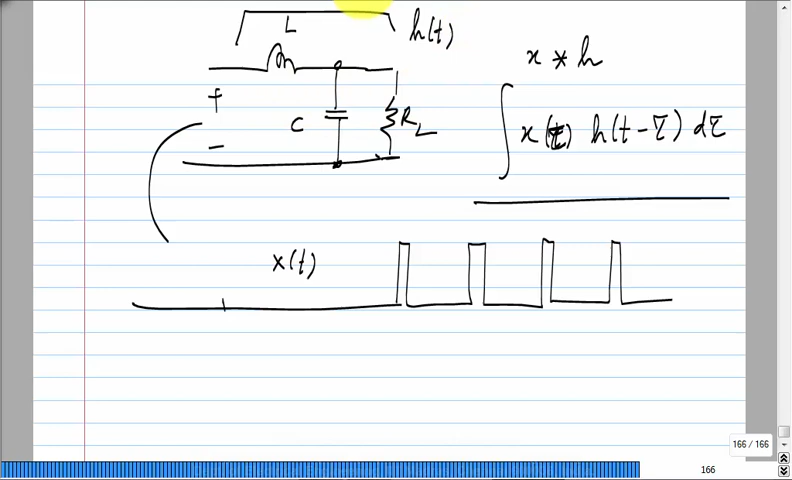 L
h(t)
x * h
+
C
R_L
∫ x(τ) h(t-τ) dτ
-
x(t)
166 / 166
166